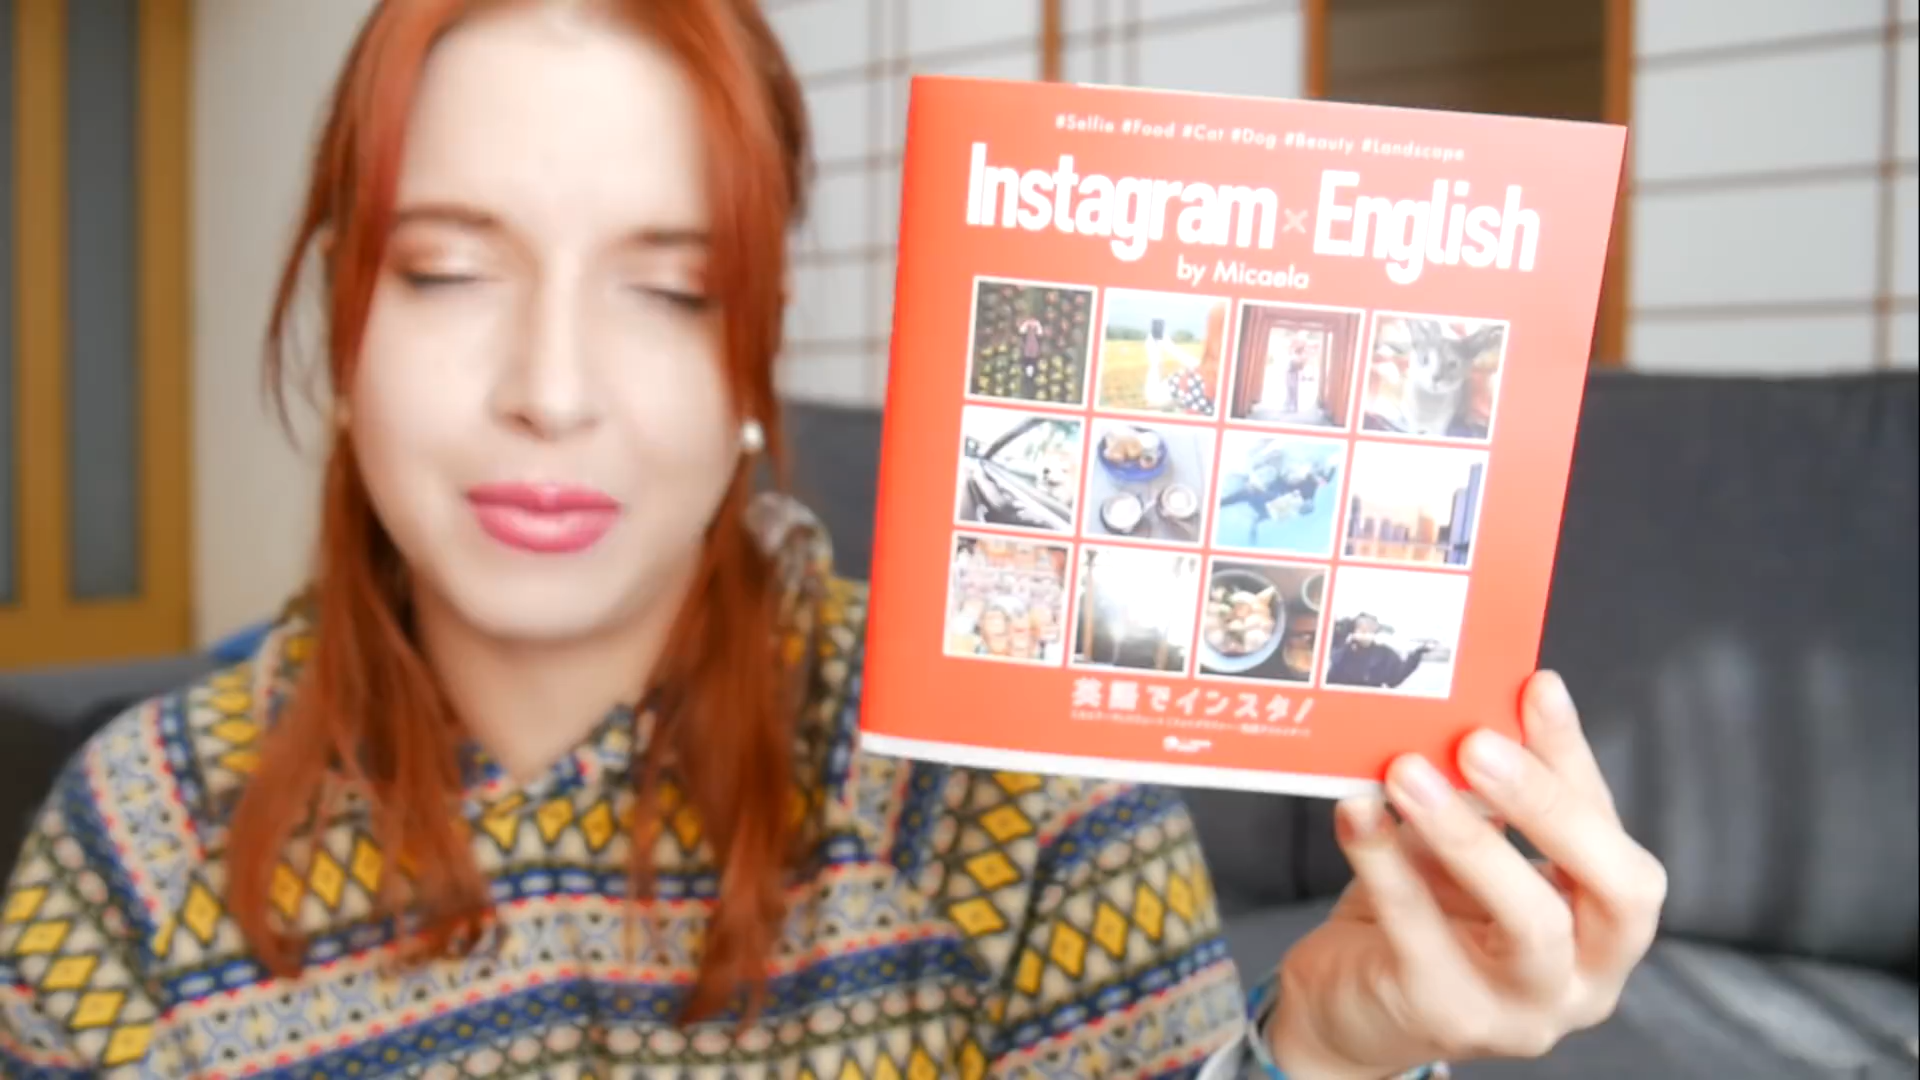 #Selfie #Food #Cat #Dog #Beauty #Landscape
Instagram × English
by Micaela
英語でインスタ!